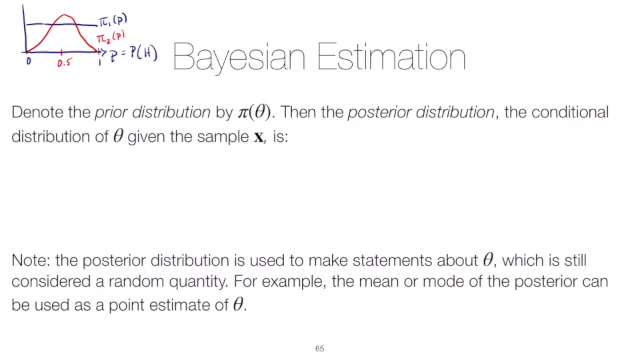 π₁(p)
π₂(p)
0 0.5 1 p = P(H)
Bayesian Estimation
Denote the prior distribution by π(θ). Then the posterior distribution, the conditional
distribution of θ given the sample x, is:
Note: the posterior distribution is used to make statements about θ, which is still
considered a random quantity. For example, the mean or mode of the posterior can
be used as a point estimate of θ.
65